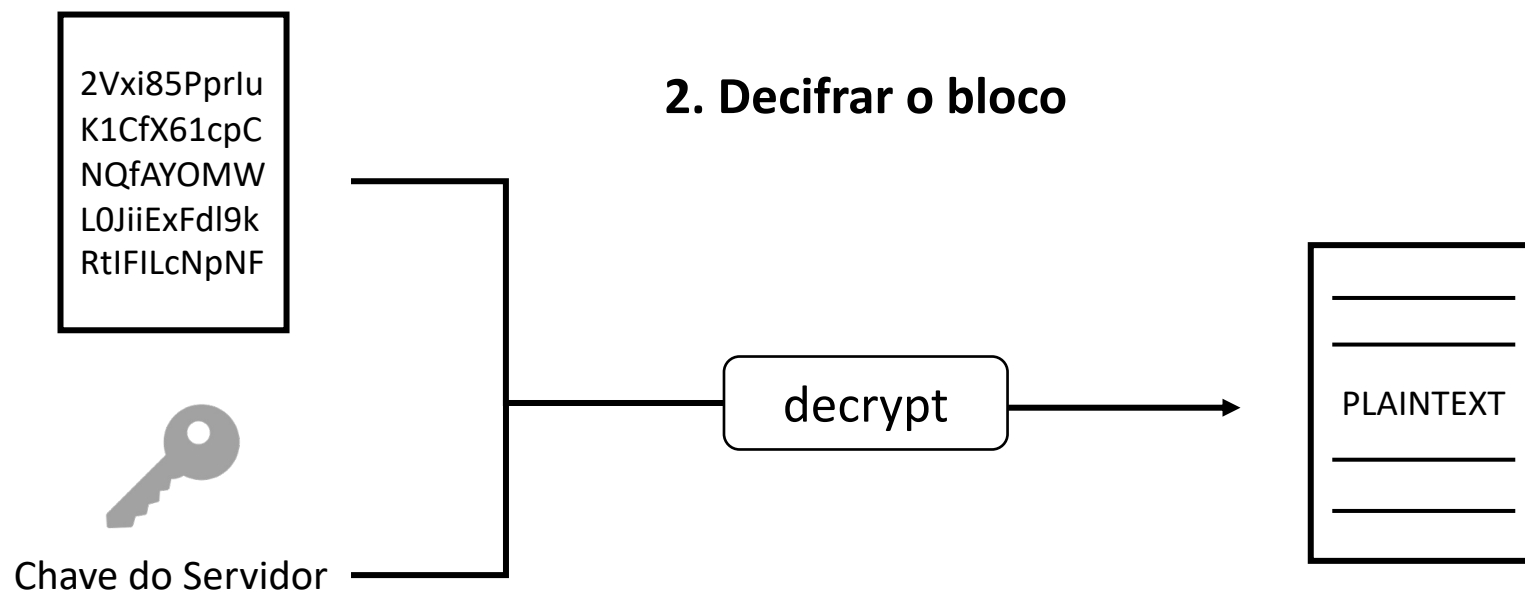 2Vxi85PprIu
K1CfX61cpC
NQfAYOMW
L0JiiExFdl9k
RtIFILcNpNF
2. Decifrar o bloco
decrypt
PLAINTEXT
Chave do Servidor